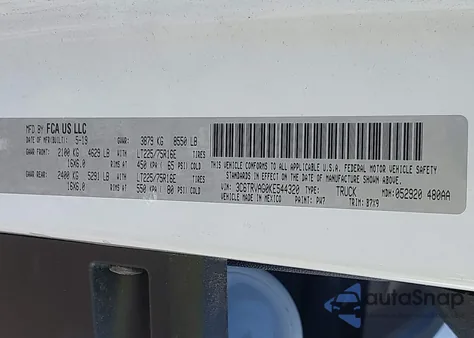 MFD BY FCA US LLC
DATE OF MFR(BUILT): 5-19 GVWR: 3879 KG 8550 LB
GAWR FRONT: 2100 KG 4629 LB WITH LT225/75R16E TIRES
16X6.0 RIMS AT 450 KPA ( 65 PSI) COLD
GAWR REAR: 2400 KG 5291 LB WITH LT225/75R16E TIRES
16X6.0 RIMS AT 550 KPA ( 80 PSI) COLD
THIS VEHICLE CONFORMS TO ALL APPLICABLE U.S.A. FEDERAL MOTOR VEHICLE SAFETY
STANDARDS IN EFFECT ON THE DATE OF MANUFACTURE SHOWN ABOVE.
VIN: 3C6TRVAG0KE544320 TYPE: TRUCK MDH: 052920 480AA
VEHICLE MADE IN MEXICO PAINT: PW7 TRIM: B7X9
autoSnap